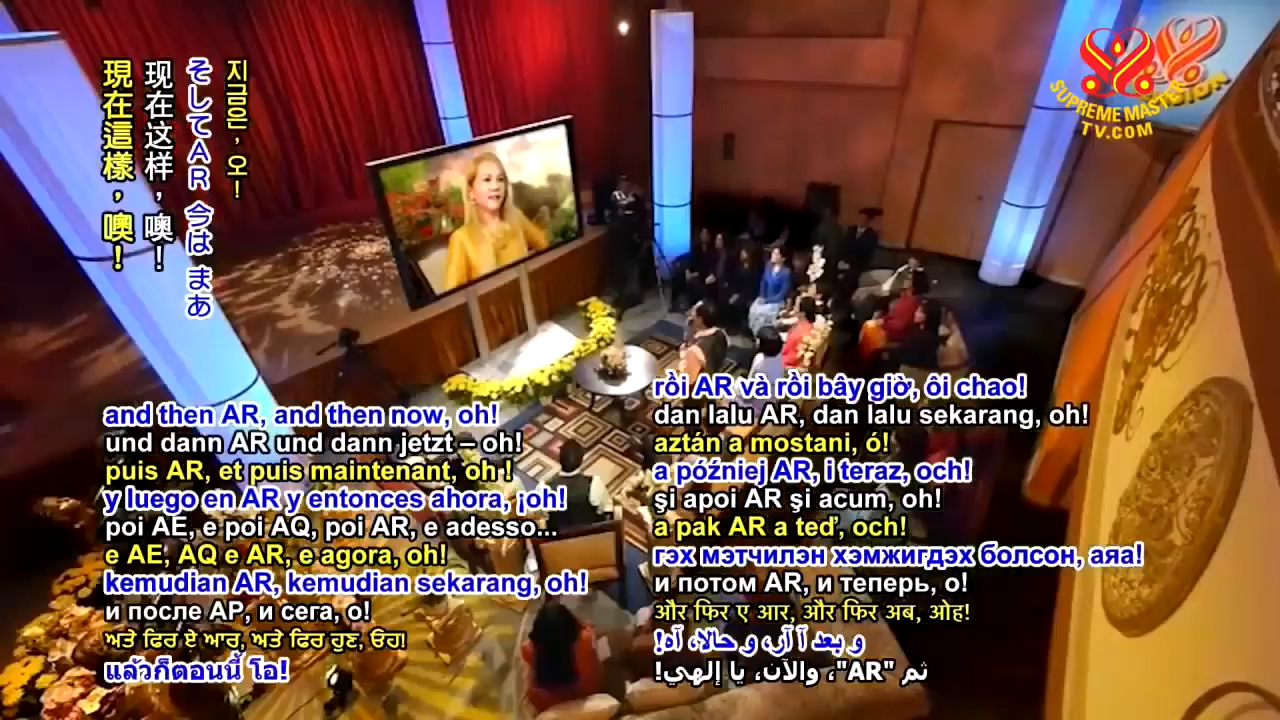 現在這樣，噢！
现在这样，噢！
そしてAR 今は まあ
지금은, 오!
SUPREME MASTER
TV.COM
and then AR, and then now, oh!
und dann AR und dann jetzt – oh!
puis AR, et puis maintenant, oh !
y luego en AR y entonces ahora, ¡oh!
poi AE, e poi AQ, poi AR, e adesso...
e AE, AQ e AR, e agora, oh!
kemudian AR, kemudian sekarang, oh!
и после АР, и сега, о!
ਅਤੇ ਫਿਰ ਏ ਆਰ, ਅਤੇ ਫਿਰ ਹੁਣ, ਓਹ!
แล้วก็ตอนนี้ โอ!
rồi AR và rồi bây giờ, ôi chao!
dan lalu AR, dan lalu sekarang, oh!
aztán a mostani, ó!
a później AR, i teraz, och!
şi apoi AR şi acum, oh!
a pak AR a teď, och!
гэх мэтчилэн хэмжигдэх болсон, аяа!
и потом AR, и теперь, о!
और फिर ए आर, और फिर अब, ओह!
و بعد آ آر، و حالا، آه!
ثم "AR"، والآن، يا إلهي!